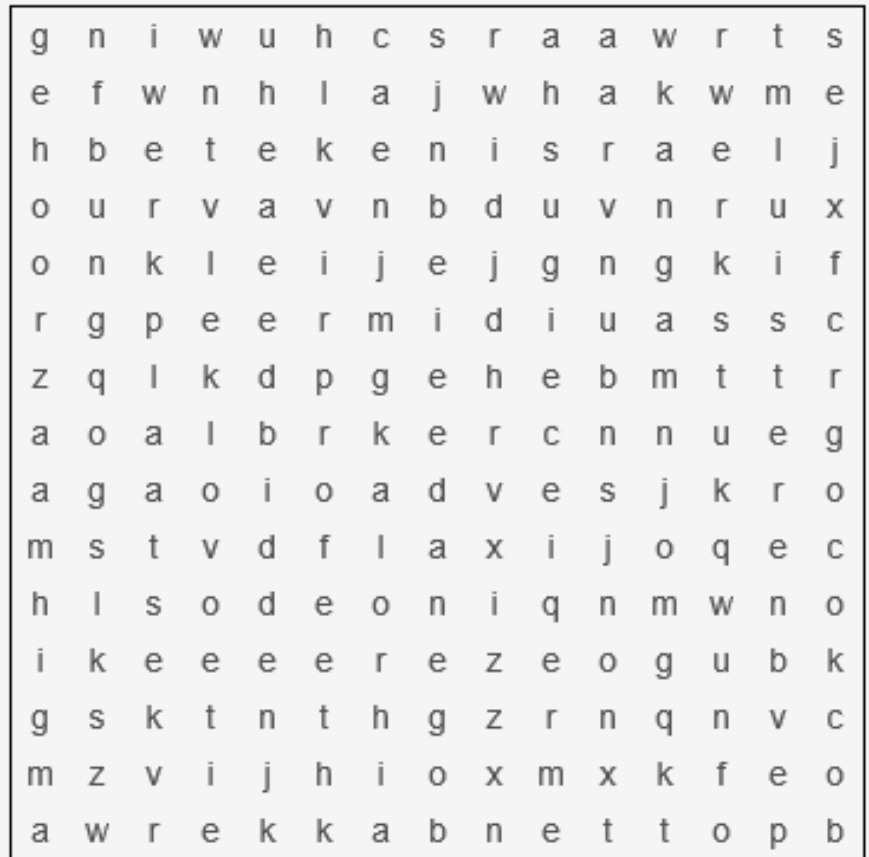 g n i w u h c s r a a w r t s
e f w n h l a j w h a k w m e
h b e t e k e n i s r a e l j
o u r v a v n b d u v n r u x
o n k l e i j e j g n g k i f
r g p e e r m i d i u a s s c
z q l k d p g e h e b m t t r
a o a l b r k e r c n n u e g
a g a o i o a d v e s j k r o
m s t v d f l a x i j o q e c
h l s o d e o n i q n m w n o
i k e e e e r e z e o g u b k
g s k t n t h g z r n q n v c
m z v i j h i o x m x k f e o
a w r e k k a b n e t t o p b